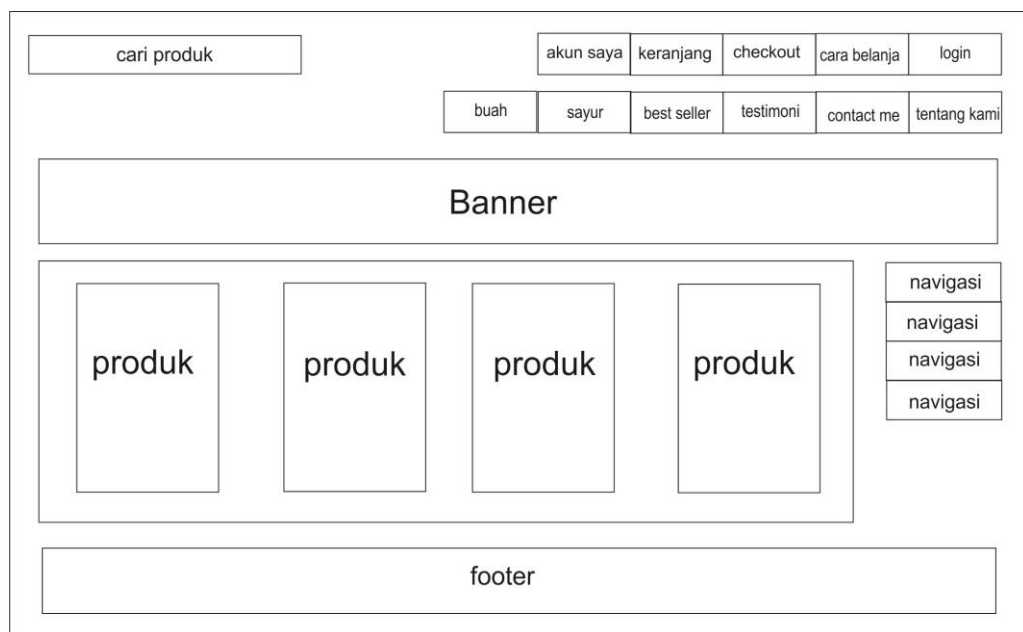 cari produk
akun saya
keranjang
checkout
cara belanja
login
buah
sayur
best seller
testimoni
contact me
tentang kami
Banner
produk
produk
produk
produk
navigasi
navigasi
navigasi
navigasi
footer